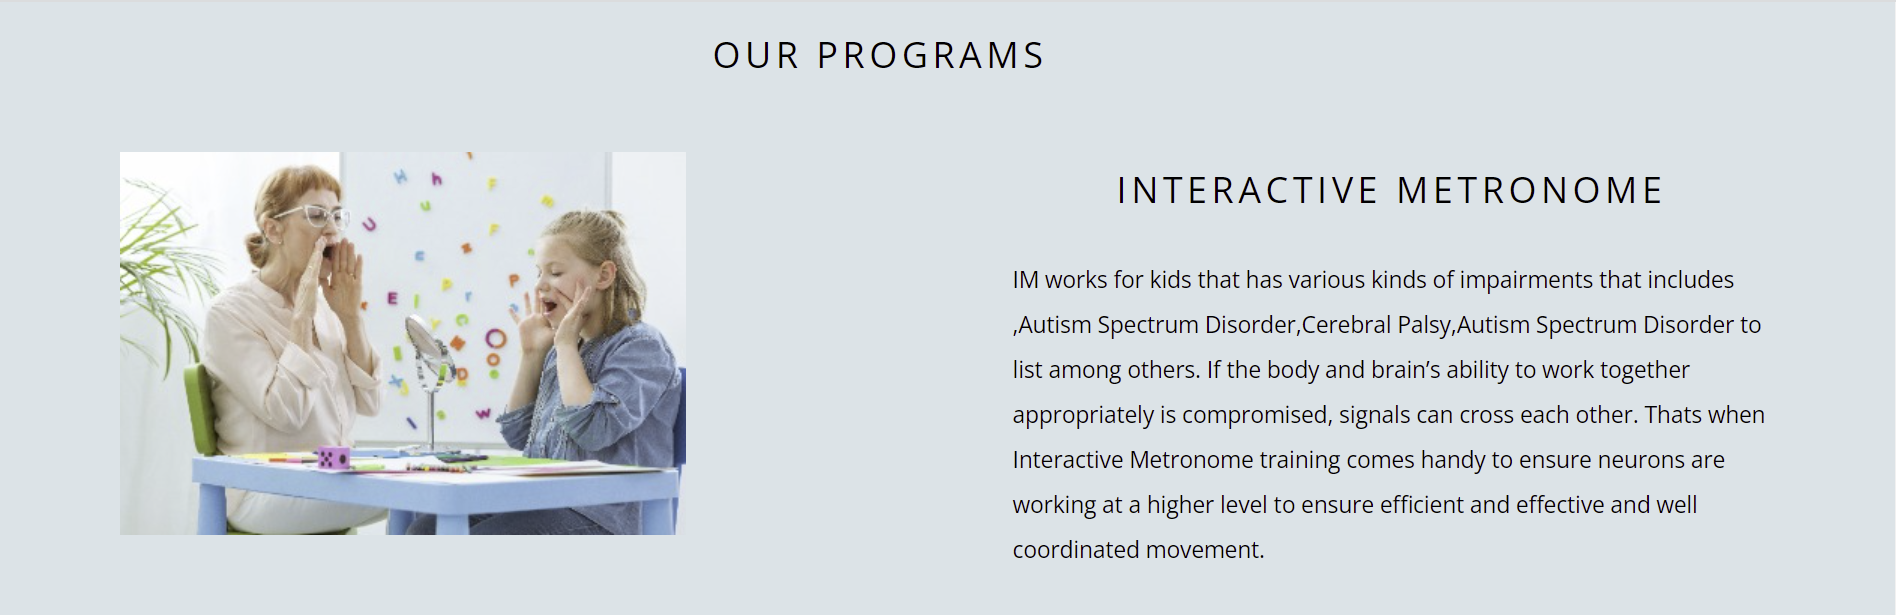 OUR PROGRAMS
INTERACTIVE METRONOME
IM works for kids that has various kinds of impairments that includes
,Autism Spectrum Disorder,Cerebral Palsy,Autism Spectrum Disorder to
list among others. If the body and brain’s ability to work together
appropriately is compromised, signals can cross each other. Thats when
Interactive Metronome training comes handy to ensure neurons are
working at a higher level to ensure efficient and effective and well
coordinated movement.